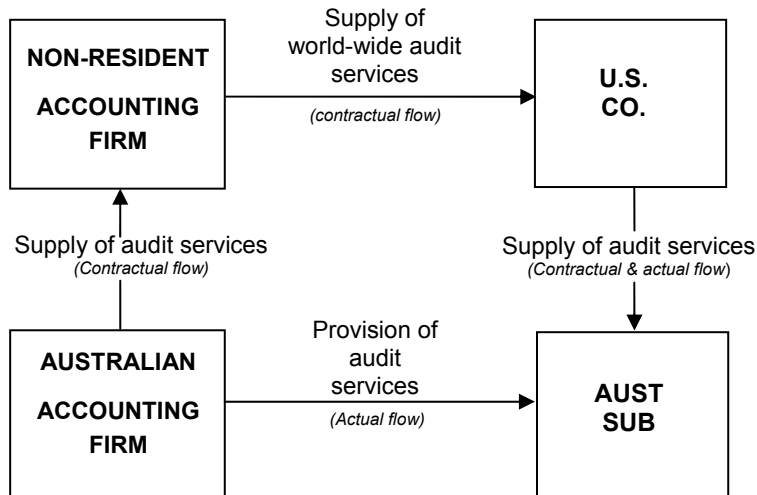 NON-RESIDENT
ACCOUNTING
FIRM
Supply of
world-wide audit
services
(contractual flow)
U.S.
CO.
Supply of audit services
(Contractual flow)
Supply of audit services
(Contractual & actual flow)
AUSTRALIAN
ACCOUNTING
FIRM
Provision of
audit
services
(Actual flow)
AUST
SUB